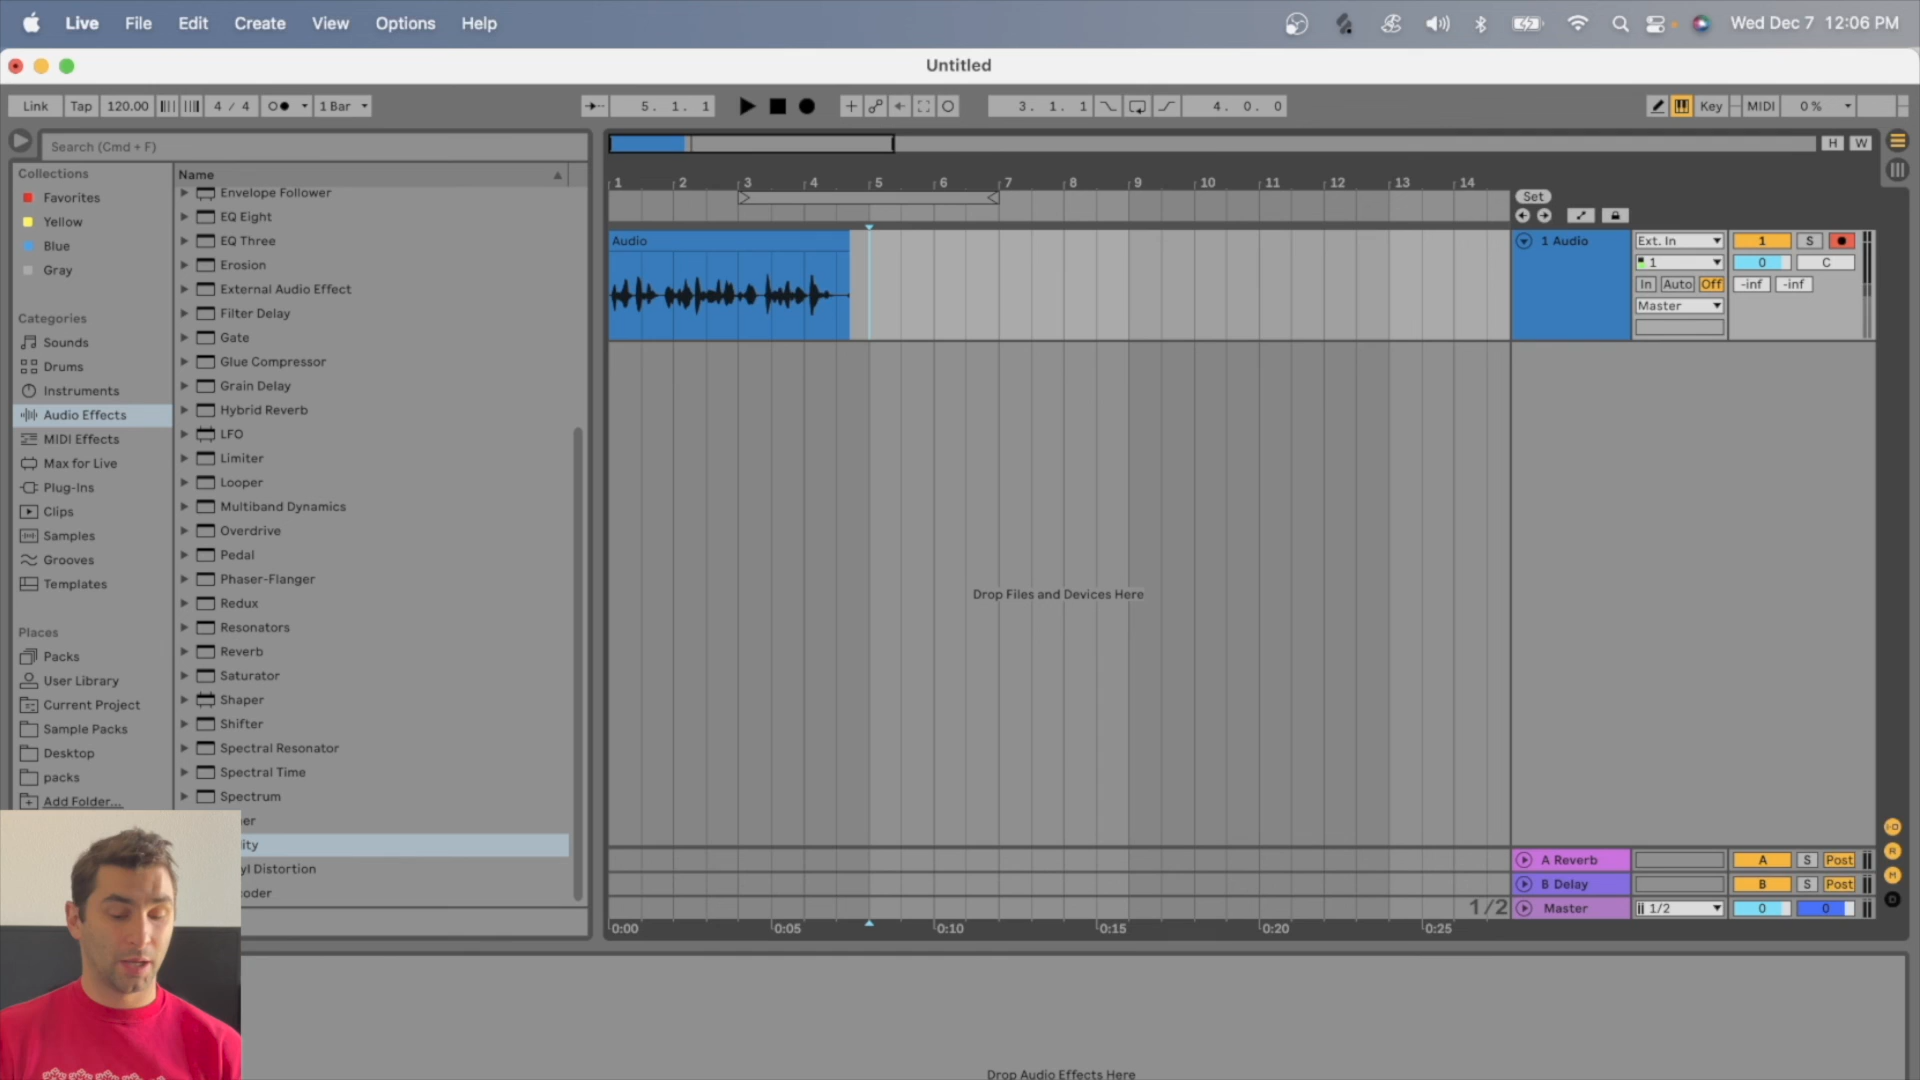 Live File Edit Create View Options Help
Wed Dec 7 12:06 PM
Untitled
Link Tap 120.00 4 / 4 1 Bar
5. 1. 1
3. 1. 1
4. 0. 0
Key MIDI 0 %
Search (Cmd + F)
H W
Collections
Favorites
Yellow
Blue
Gray
Categories
Sounds
Drums
Instruments
Audio Effects
MIDI Effects
Max for Live
Plug-Ins
Clips
Samples
Grooves
Templates
Places
Packs
User Library
Current Project
Sample Packs
Desktop
packs
Add Folder...
Name
Envelope Follower
EQ Eight
EQ Three
Erosion
External Audio Effect
Filter Delay
Gate
Glue Compressor
Grain Delay
Hybrid Reverb
LFO
Limiter
Looper
Multiband Dynamics
Overdrive
Pedal
Phaser-Flanger
Redux
Resonators
Reverb
Saturator
Shaper
Shifter
Spectral Resonator
Spectral Time
Spectrum
er
ity
yl Distortion
coder
1 2 3 4 5 6 7 8 9 10 11 12 13 14
Set
Audio
1 Audio
Ext. In
1
In Auto Off
Master
1 S
0 C
-inf -inf
Drop Files and Devices Here
A Reverb A S Post
B Delay B S Post
1/2 Master 1/2 0 0
0:00 0:05 0:10 0:15 0:20 0:25
I-O
R
M
D
Drop Audio Effects Here